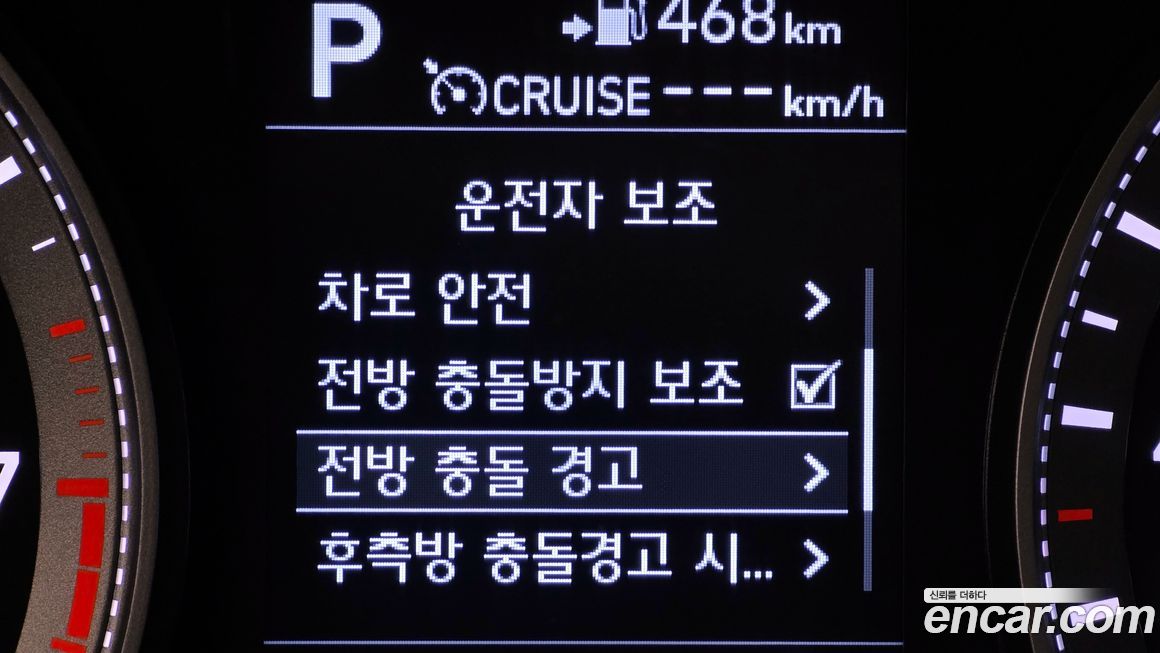 P
468km
CRUISE ---km/h
운전자 보조
차로 안전
전방 충돌방지 보조
전방 충돌 경고
후측방 충돌경고 시...
신뢰를 더하다
encar.com